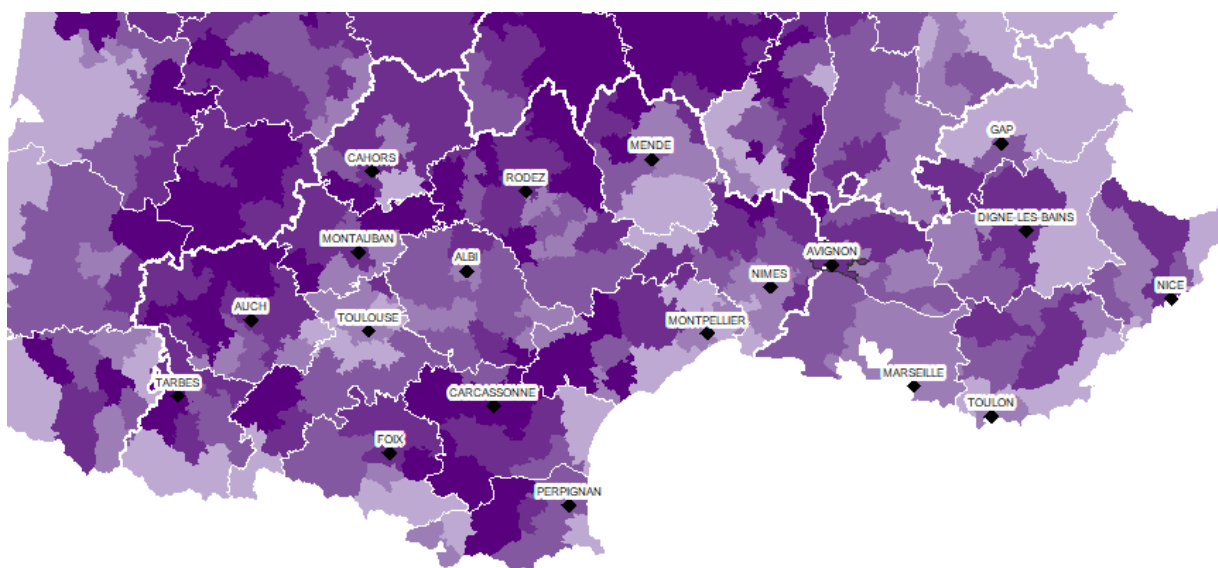 GAP
MENDE
CAHORS
RODEZ
DIGNE-LES-BAINS
MONTAUBAN
AVIGNON
ALBI
NIMES
NICE
AUCH
TOULOUSE
MONTPELLIER
MARSEILLE
TARBES
CARCASSONNE
TOULON
FOIX
PERPIGNAN